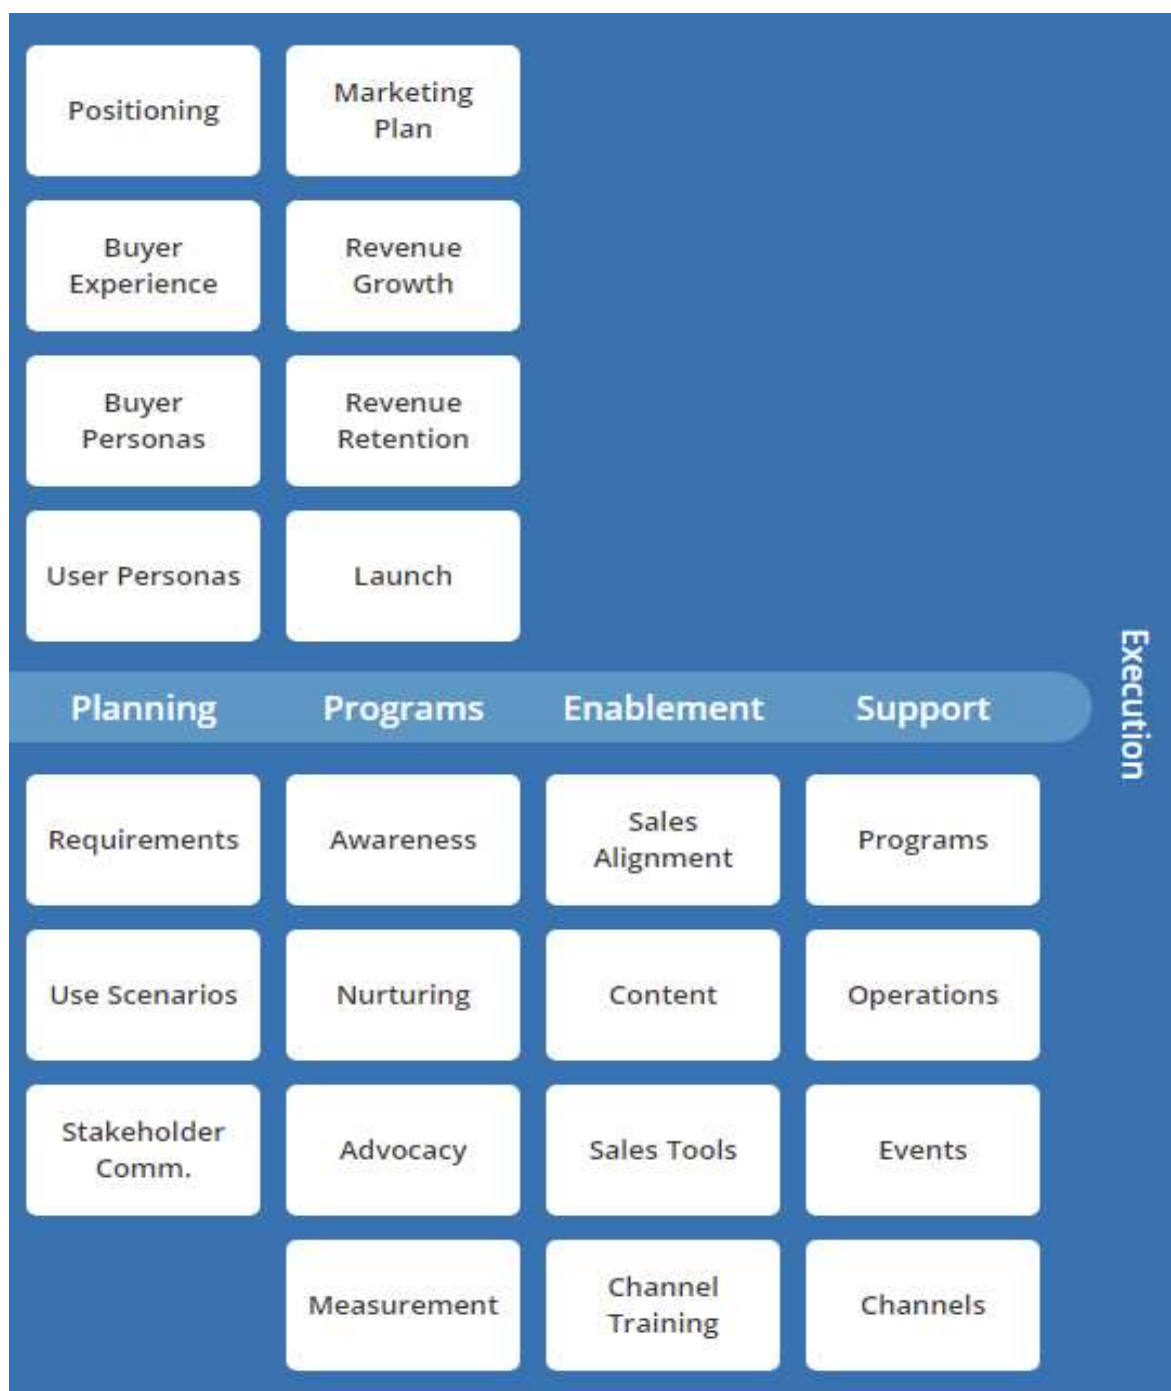 Positioning
Marketing
Plan
Buyer
Experience
Revenue
Growth
Buyer
Personas
Revenue
Retention
User Personas
Launch
Execution
Planning
Programs
Enablement
Support
Requirements
Awareness
Sales
Alignment
Programs
Use Scenarios
Nurturing
Content
Operations
Stakeholder
Comm.
Advocacy
Sales Tools
Events
Measurement
Channel
Training
Channels